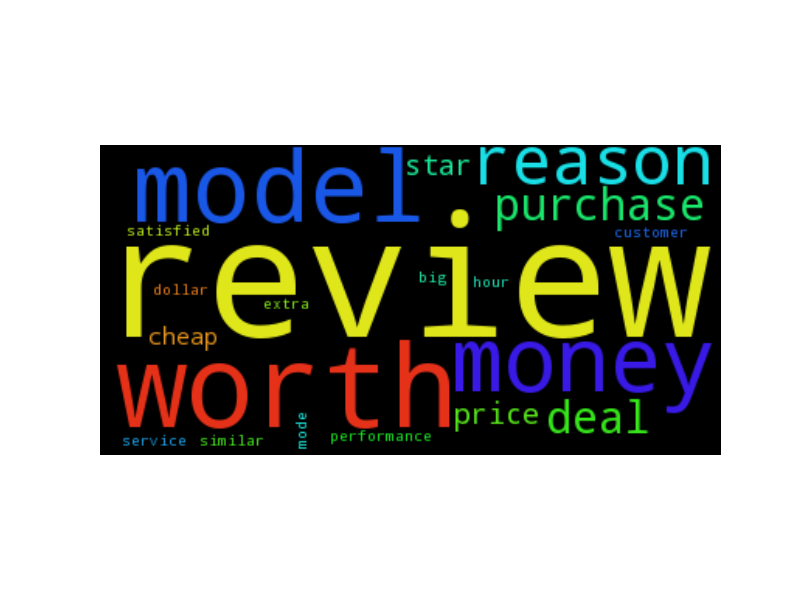 model star reason
purchase
satisfied customer
review
big hour
dollar extra
cheap
worth money
price deal
mode
service similar performance